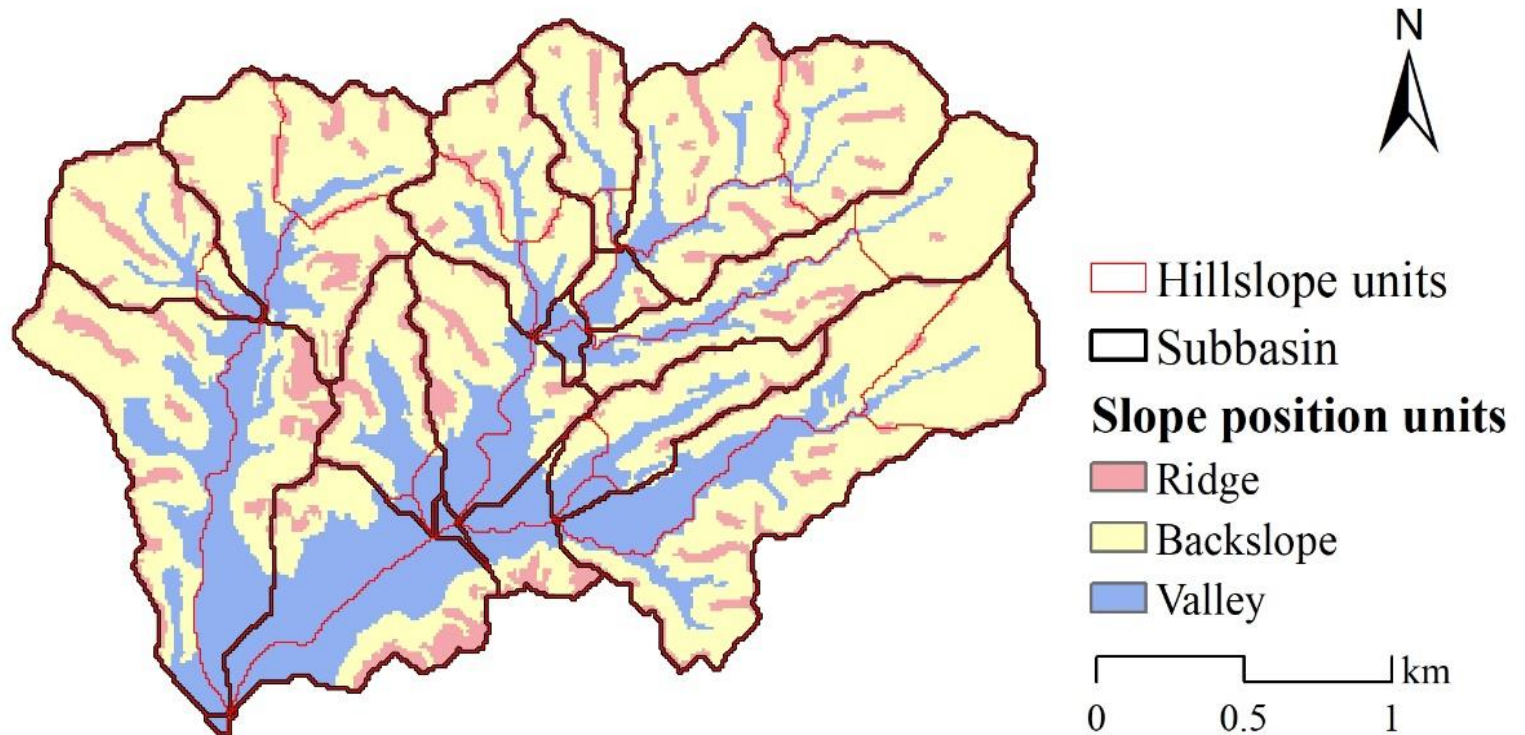 N
Hillslope units
Subbasin
Slope position units
Ridge
Backslope
Valley
km
0 0.5 1